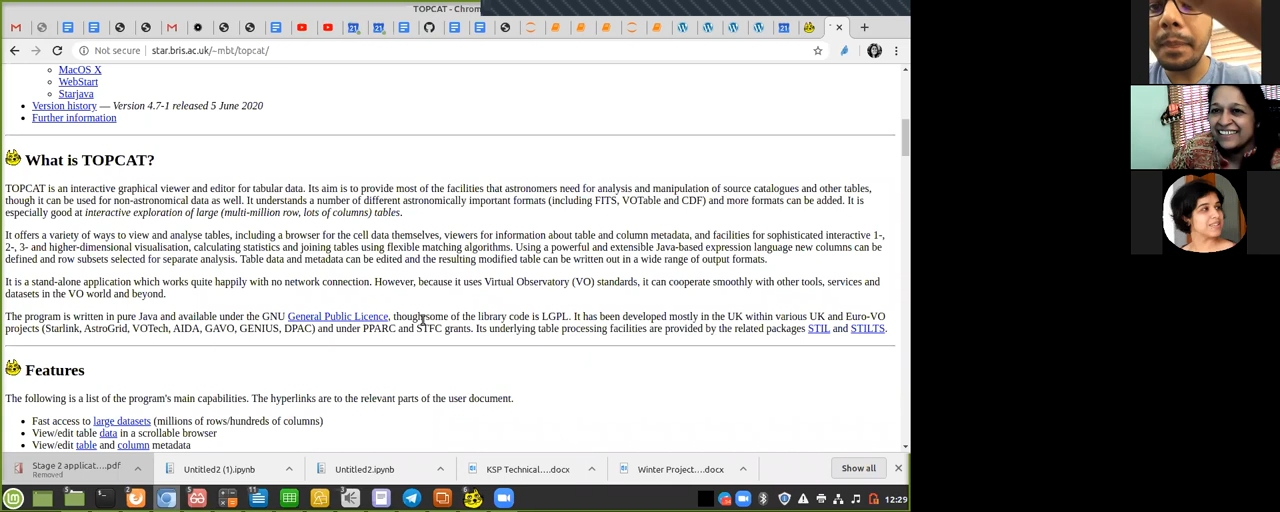 TOPCAT - Chrom
Not secure
star.bris.ac.uk/~mbt/topcat/
MacOS X
WebStart
Starjava
Version history — Version 4.7-1 released 5 June 2020
Further information
What is TOPCAT?
TOPCAT is an interactive graphical viewer and editor for tabular data. Its aim is to provide most of the facilities that astronomers need for analysis and manipulation of source catalogues and other tables,
though it can be used for non-astronomical data as well. It understands a number of different astronomically important formats (including FITS, VOTable and CDF) and more formats can be added. It is
especially good at interactive exploration of large (multi-million row, lots of columns) tables.
It offers a variety of ways to view and analyse tables, including a browser for the cell data themselves, viewers for information about table and column metadata, and facilities for sophisticated interactive 1-,
2-, 3- and higher-dimensional visualisation, calculating statistics and joining tables using flexible matching algorithms. Using a powerful and extensible Java-based expression language new columns can be
defined and row subsets selected for separate analysis. Table data and metadata can be edited and the resulting modified table can be written out in a wide range of output formats.
It is a stand-alone application which works quite happily with no network connection. However, because it uses Virtual Observatory (VO) standards, it can cooperate smoothly with other tools, services and
datasets in the VO world and beyond.
The program is written in pure Java and available under the GNU General Public Licence, though some of the library code is LGPL. It has been developed mostly in the UK within various UK and Euro-VO
projects (Starlink, AstroGrid, VOTech, AIDA, GAVO, GENIUS, DPAC) and under PPARC and STFC grants. Its underlying table processing facilities are provided by the related packages STIL and STILTS.
Features
The following is a list of the program's main capabilities. The hyperlinks are to the relevant parts of the user document.
Fast access to large datasets (millions of rows/hundreds of columns)
View/edit table data in a scrollable browser
View/edit table and column metadata
Stage 2 applicat....pdf
Removed
Untitled2 (1).ipynb
Untitled2.ipynb
KSP Technical....docx
Winter Project....docx
Show all
12:29